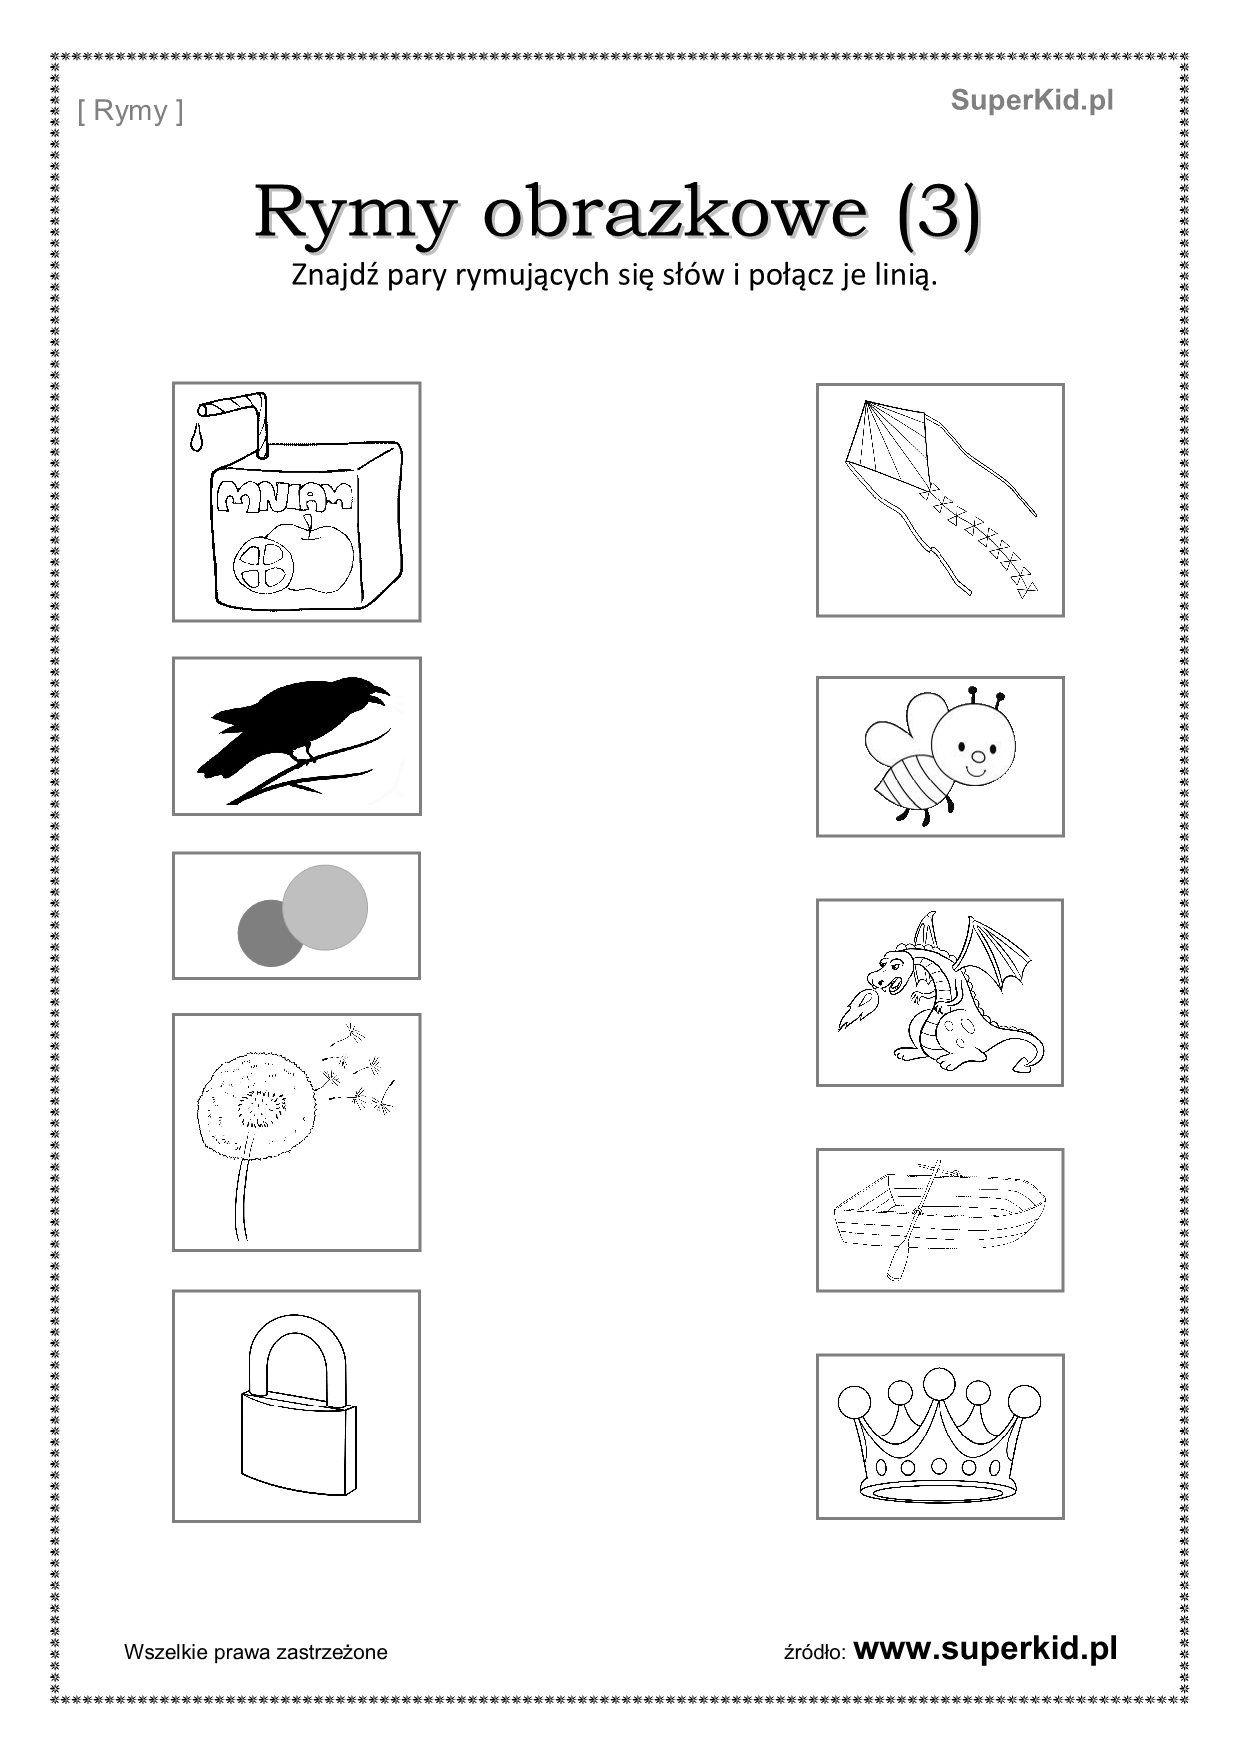 [ Rymy ]
SuperKid.pl
Rymy obrazkowe (3)
Znajdź pary rymujących się słów i połącz je linią.
MNIAM
Wszelkie prawa zastrzeżone
źródło: www.superkid.pl